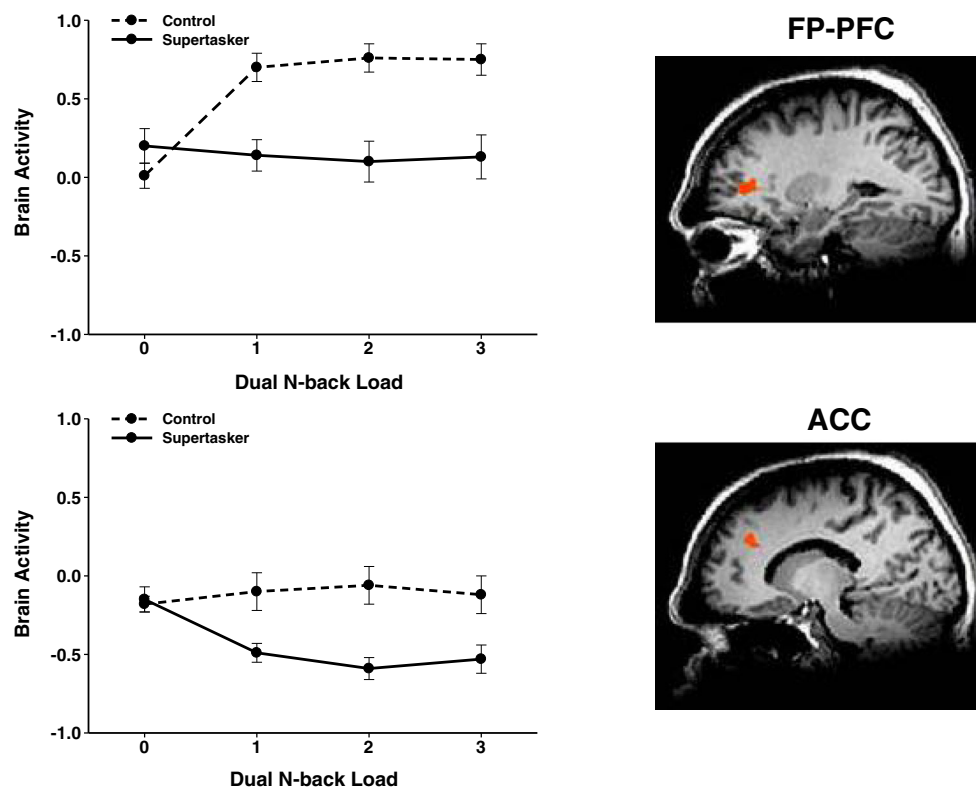 Control
Supertasker
1.0
0.5
0.0
-0.5
-1.0
Brain Activity
0 1 2 3
Dual N-back Load
FP-PFC
Control
Supertasker
1.0
0.5
0.0
-0.5
-1.0
Brain Activity
0 1 2 3
Dual N-back Load
ACC